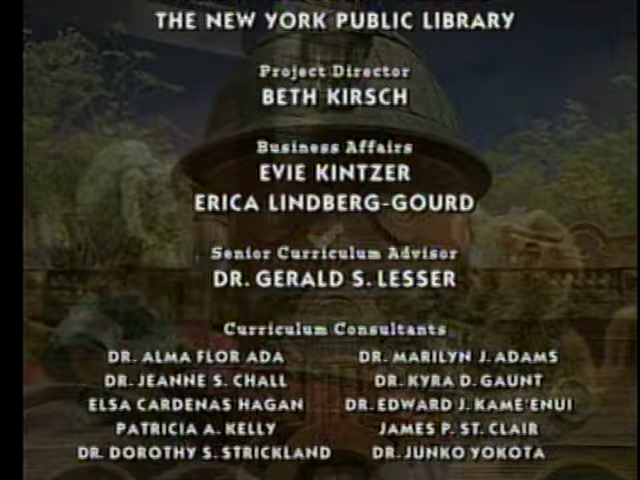 THE NEW YORK PUBLIC LIBRARY
Project Director
BETH KIRSCH
Business Affairs
EVIE KINTZER
ERICA LINDBERG-GOURD
Senior Curriculum Advisor
DR. GERALD S. LESSER
Curriculum Consultants
DR. ALMA FLOR ADA DR. MARILYN J. ADAMS
DR. JEANNE S. CHALL DR. KYRA D. GAUNT
ELSA CARDENAS HAGAN DR. EDWARD J. KAME'ENUI
PATRICIA A. KELLY JAMES P. ST. CLAIR
DR. DOROTHY S. STRICKLAND DR. JUNKO YOKOTA